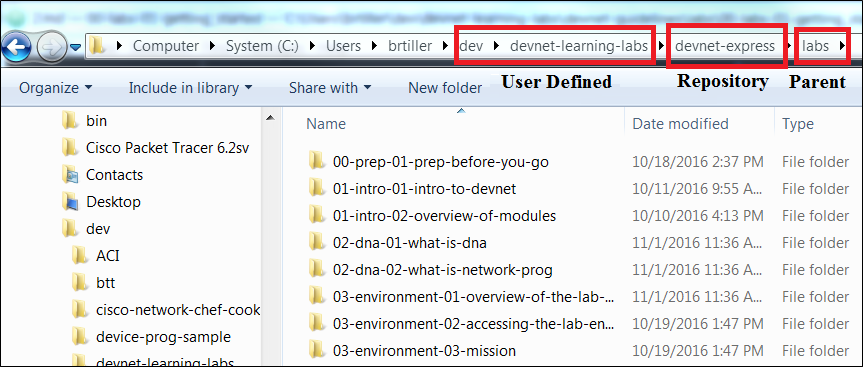 Computer System (C:) Users brtiller dev devnet-learning-labs devnet-express labs
Organize Include in library Share with New folder User Defined Repository Parent
bin
Cisco Packet Tracer 6.2sv
Contacts
Desktop
dev
ACI
btt
cisco-network-chef-cook
device-prog-sample
devnet-learning-labs
Name Date modified Type
00-prep-01-prep-before-you-go 10/18/2016 2:37 PM File folder
01-intro-01-intro-to-devnet 10/11/2016 9:55 A... File folder
01-intro-02-overview-of-modules 10/10/2016 4:13 PM File folder
02-dna-01-what-is-dna 11/1/2016 11:36 A... File folder
02-dna-02-what-is-network-prog 11/1/2016 11:36 A... File folder
03-environment-01-overview-of-the-lab-... 11/1/2016 11:36 A... File folder
03-environment-02-accessing-the-lab-en... 10/19/2016 1:47 PM File folder
03-environment-03-mission 10/19/2016 1:47 PM File folder